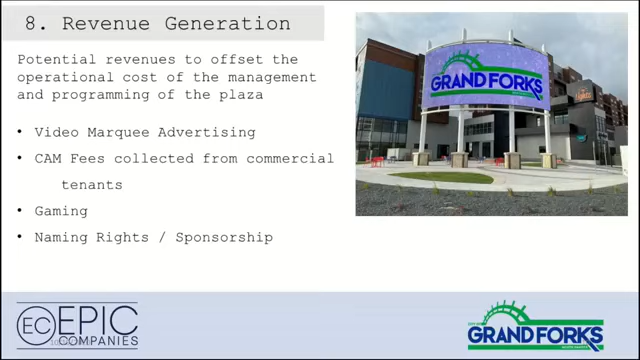 8. Revenue Generation
Potential revenues to offset the
operational cost of the management
and programming of the plaza
• Video Marquee Advertising
• CAM Fees collected from commercial
tenants
• Gaming
• Naming Rights / Sponsorship
GRAND FORKS
EC EPIC
COMPANIES
GRAND FORKS